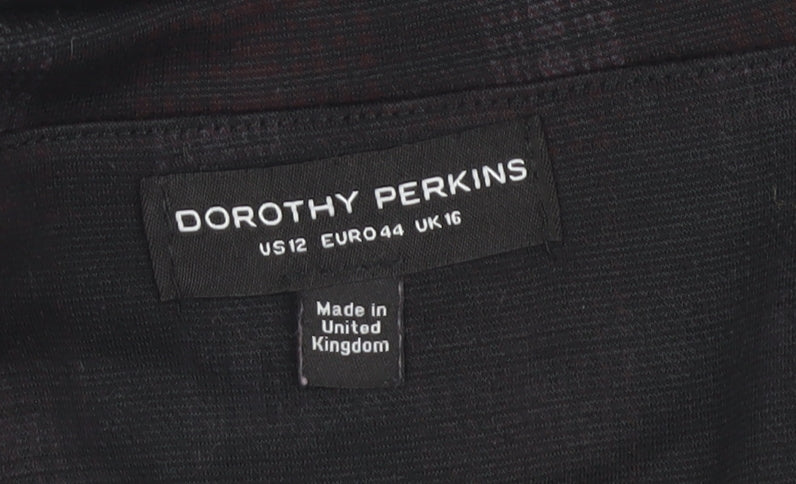 DOROTHY PERKINS
US12 EURO44 UK16
Made in
United
Kingdom